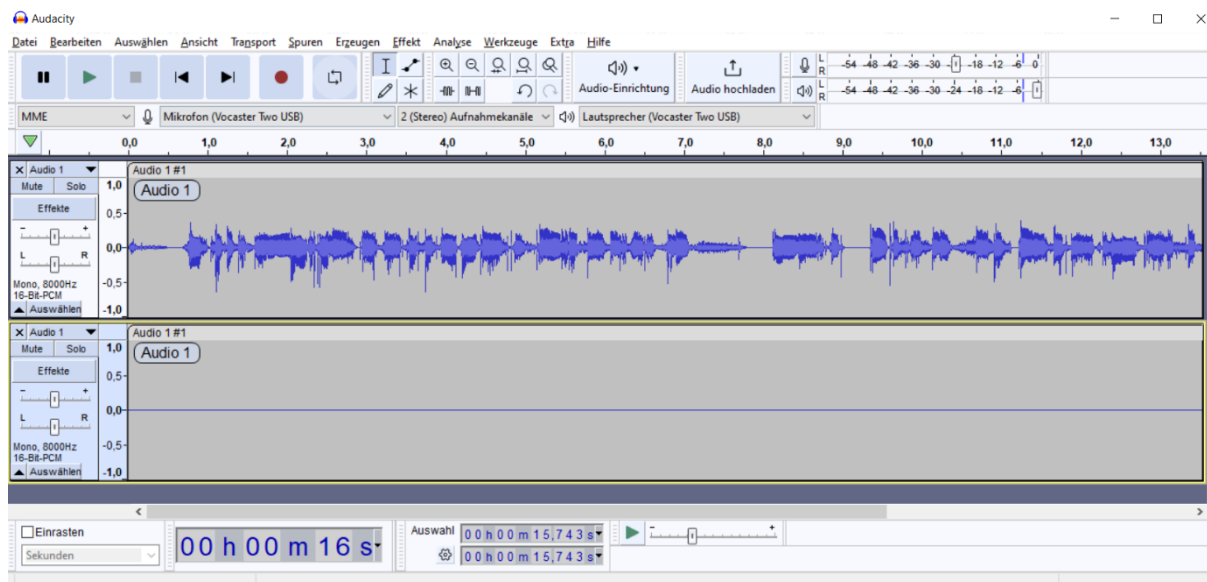 Audacity
Datei Bearbeiten Auswählen Ansicht Transport Spuren Erzeugen Effekt Analyse Werkzeuge Extra Hilfe
Audio-Einrichtung Audio hochladen
L R -54 -48 -42 -36 -30 -18 -12 -6 0
L R -54 -48 -42 -36 -30 -24 -18 -12 -6
MME Mikrofon (Vocaster Two USB) 2 (Stereo) Aufnahmekanäle Lautsprecher (Vocaster Two USB)
0,0 1,0 2,0 3,0 4,0 5,0 6,0 7,0 8,0 9,0 10,0 11,0 12,0 13,0
Audio 1 Audio 1 #1
Mute Solo 1,0 Audio 1
Effekte
0,5
- +
0,0
L R
Mono, 8000Hz -0,5
16-Bit-PCM
Auswählen -1,0
Audio 1 Audio 1 #1
Mute Solo 1,0 Audio 1
Effekte
0,5
- +
0,0
L R
Mono, 8000Hz -0,5
16-Bit-PCM
Auswählen -1,0
Einrasten
Sekunden
00 h 00 m 16 s
Auswahl 00 h 00 m 15,743 s
00 h 00 m 15,743 s
- +